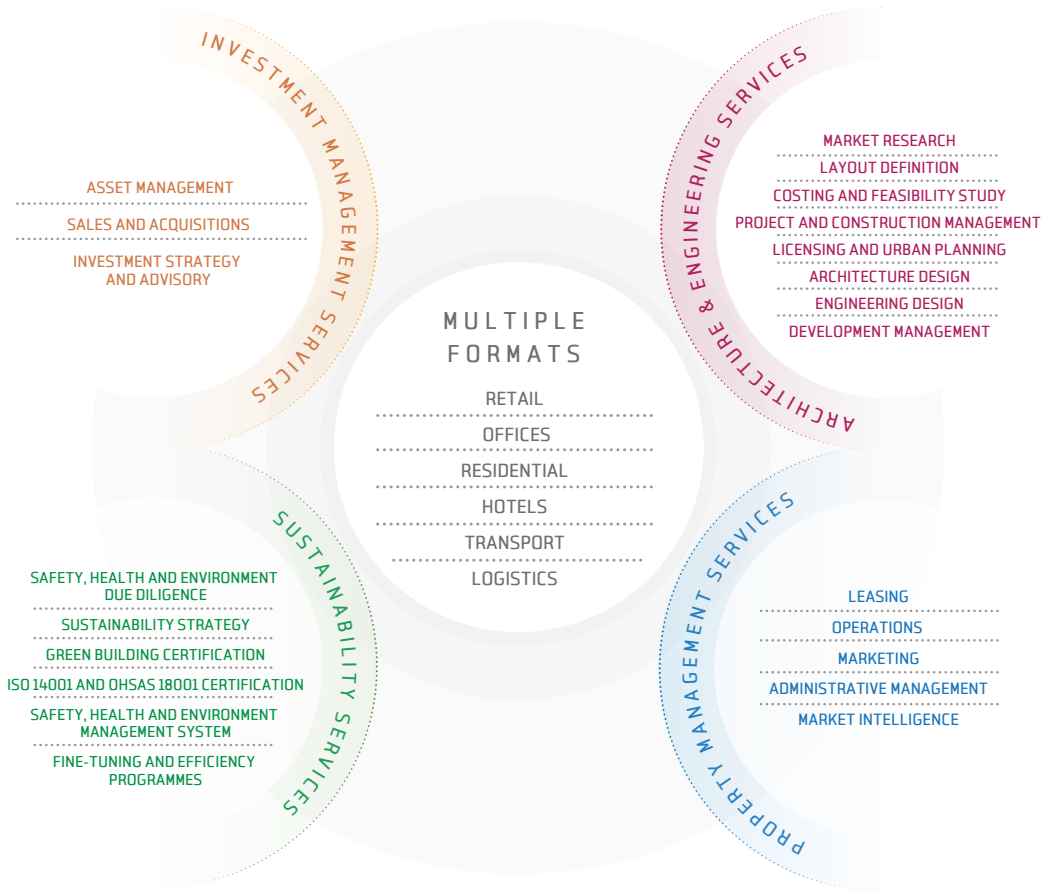 INVESTMENT MANAGEMENT SERVICES
ASSET MANAGEMENT
SALES AND ACQUISITIONS
INVESTMENT STRATEGY
AND ADVISORY
ARCHITECTURE & ENGINEERING SERVICES
MARKET RESEARCH
LAYOUT DEFINITION
COSTING AND FEASIBILITY STUDY
PROJECT AND CONSTRUCTION MANAGEMENT
LICENSING AND URBAN PLANNING
ARCHITECTURE DESIGN
ENGINEERING DESIGN
DEVELOPMENT MANAGEMENT
MULTIPLE
FORMATS
RETAIL
OFFICES
RESIDENTIAL
HOTELS
TRANSPORT
LOGISTICS
SUSTAINABILITY SERVICES
SAFETY, HEALTH AND ENVIRONMENT
DUE DILIGENCE
SUSTAINABILITY STRATEGY
GREEN BUILDING CERTIFICATION
ISO 14001 AND OHSAS 18001 CERTIFICATION
SAFETY, HEALTH AND ENVIRONMENT
MANAGEMENT SYSTEM
FINE-TUNING AND EFFICIENCY
PROGRAMMES
PROPERTY MANAGEMENT SERVICES
LEASING
OPERATIONS
MARKETING
ADMINISTRATIVE MANAGEMENT
MARKET INTELLIGENCE